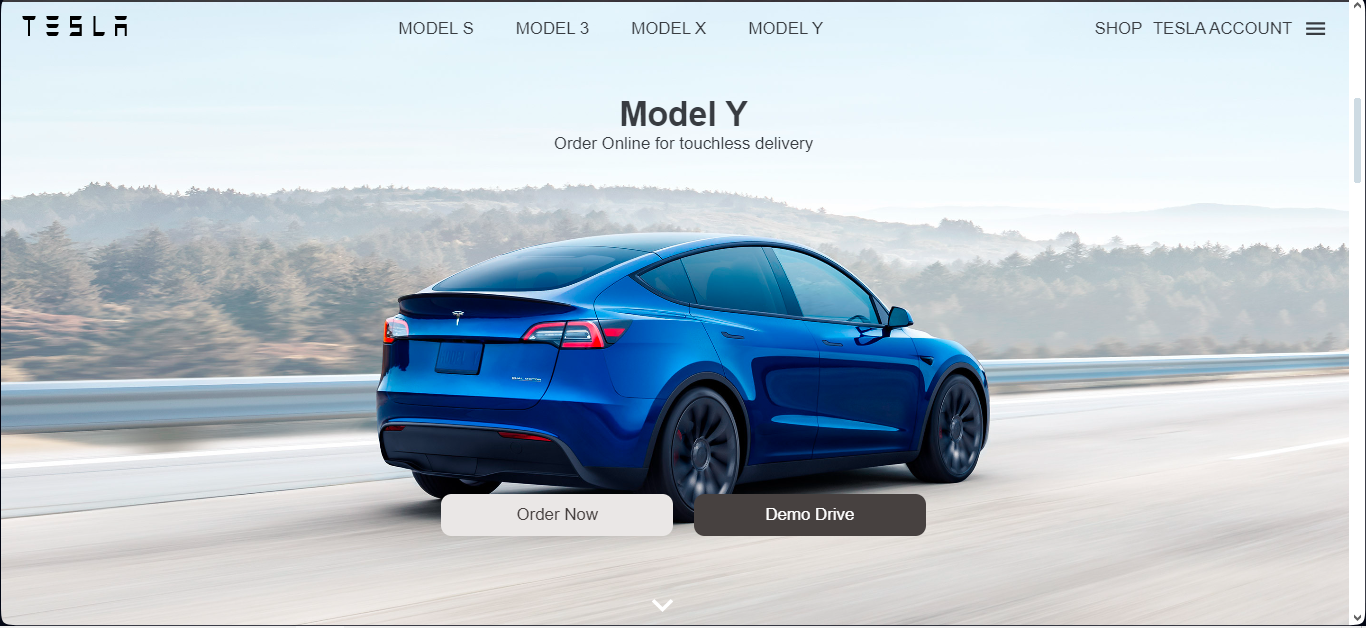 TESLA
MODEL S MODEL 3 MODEL X MODEL Y
SHOP TESLA ACCOUNT
Model Y
Order Online for touchless delivery
Order Now
Demo Drive